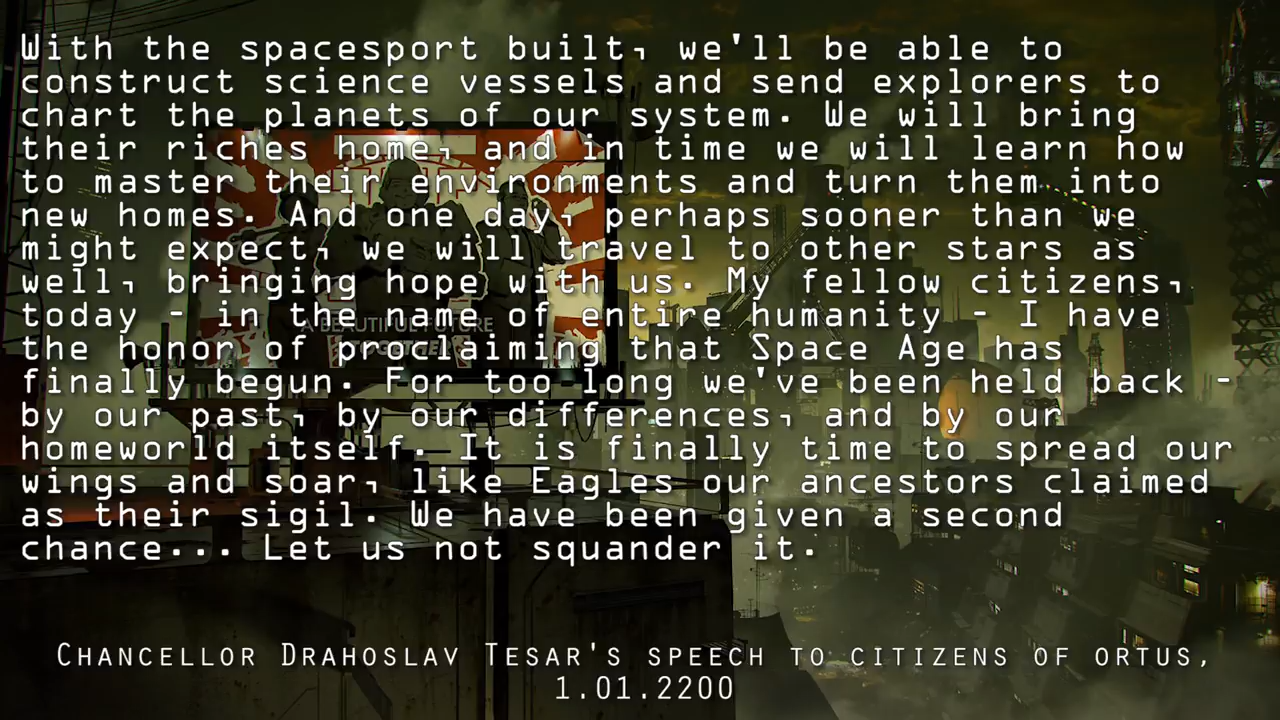 With the spacesport built, we'll be able to
construct science vessels and send explorers to
chart the planets of our system. We will bring
their riches home, and in time we will learn how
to master their environments and turn them into
new homes. And one day, perhaps sooner than we
might expect, we will travel to other stars as
well, bringing hope with us. My fellow citizens,
today - in the name of entire humanity - I have
the honor of proclaiming that Space Age has
finally begun. For too long we've been held back -
by our past, by our differences, and by our
homeworld itself. It is finally time to spread our
wings and soar, like Eagles our ancestors claimed
as their sigil. We have been given a second
chance... Let us not squander it.
A BEAUTIFUL FUTURE
TOGETHER
CHANCELLOR DRAHOSLAV TESAR'S SPEECH TO CITIZENS OF ORTUS,
1.01.2200